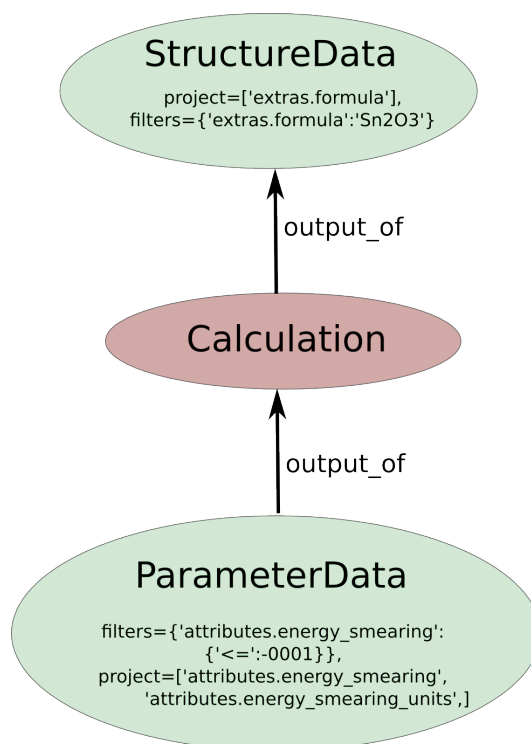 StructureData
project=['extras.formula'],
filters={'extras.formula':'Sn2O3'}
output_of
Calculation
output_of
ParameterData
filters={'attributes.energy_smearing':
{'<=':-0001}},
project=['attributes.energy_smearing',
'attributes.energy_smearing_units',]